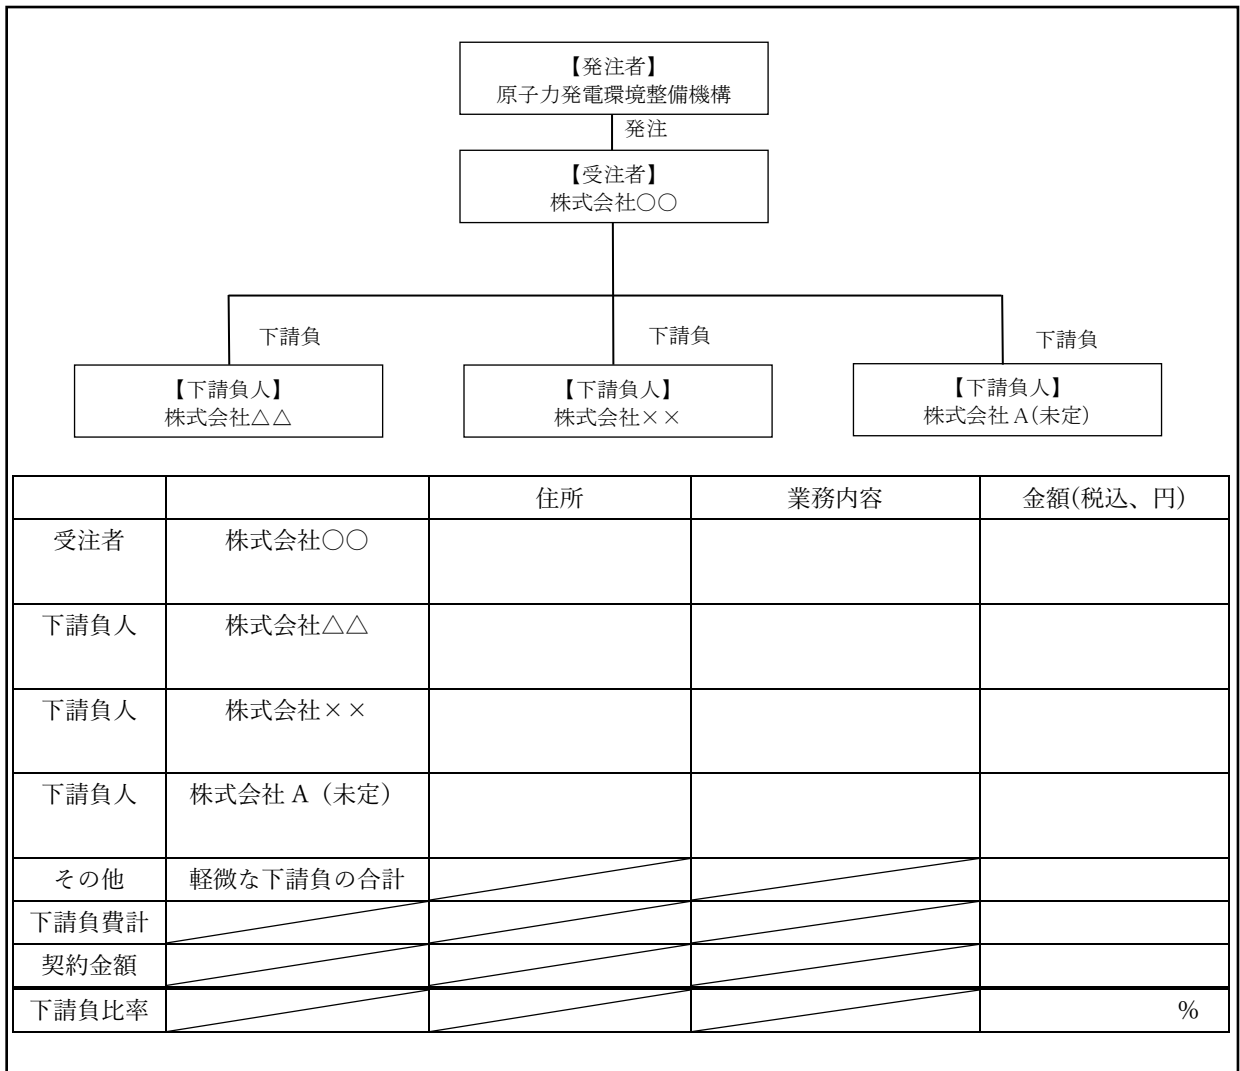 【発注者】
原子力発電環境整備機構
発注
【受注者】
株式会社〇〇
下請負
下請負
下請負
【下請負人】
株式会社△△
【下請負人】
株式会社××
【下請負人】
株式会社A(未定)
住所 業務内容 金額(税込、円)
受注者 株式会社〇〇
下請負人 株式会社△△
下請負人 株式会社××
下請負人 株式会社A（未定）
その他 軽微な下請負の合計
下請負費計
契約金額
下請負比率 %